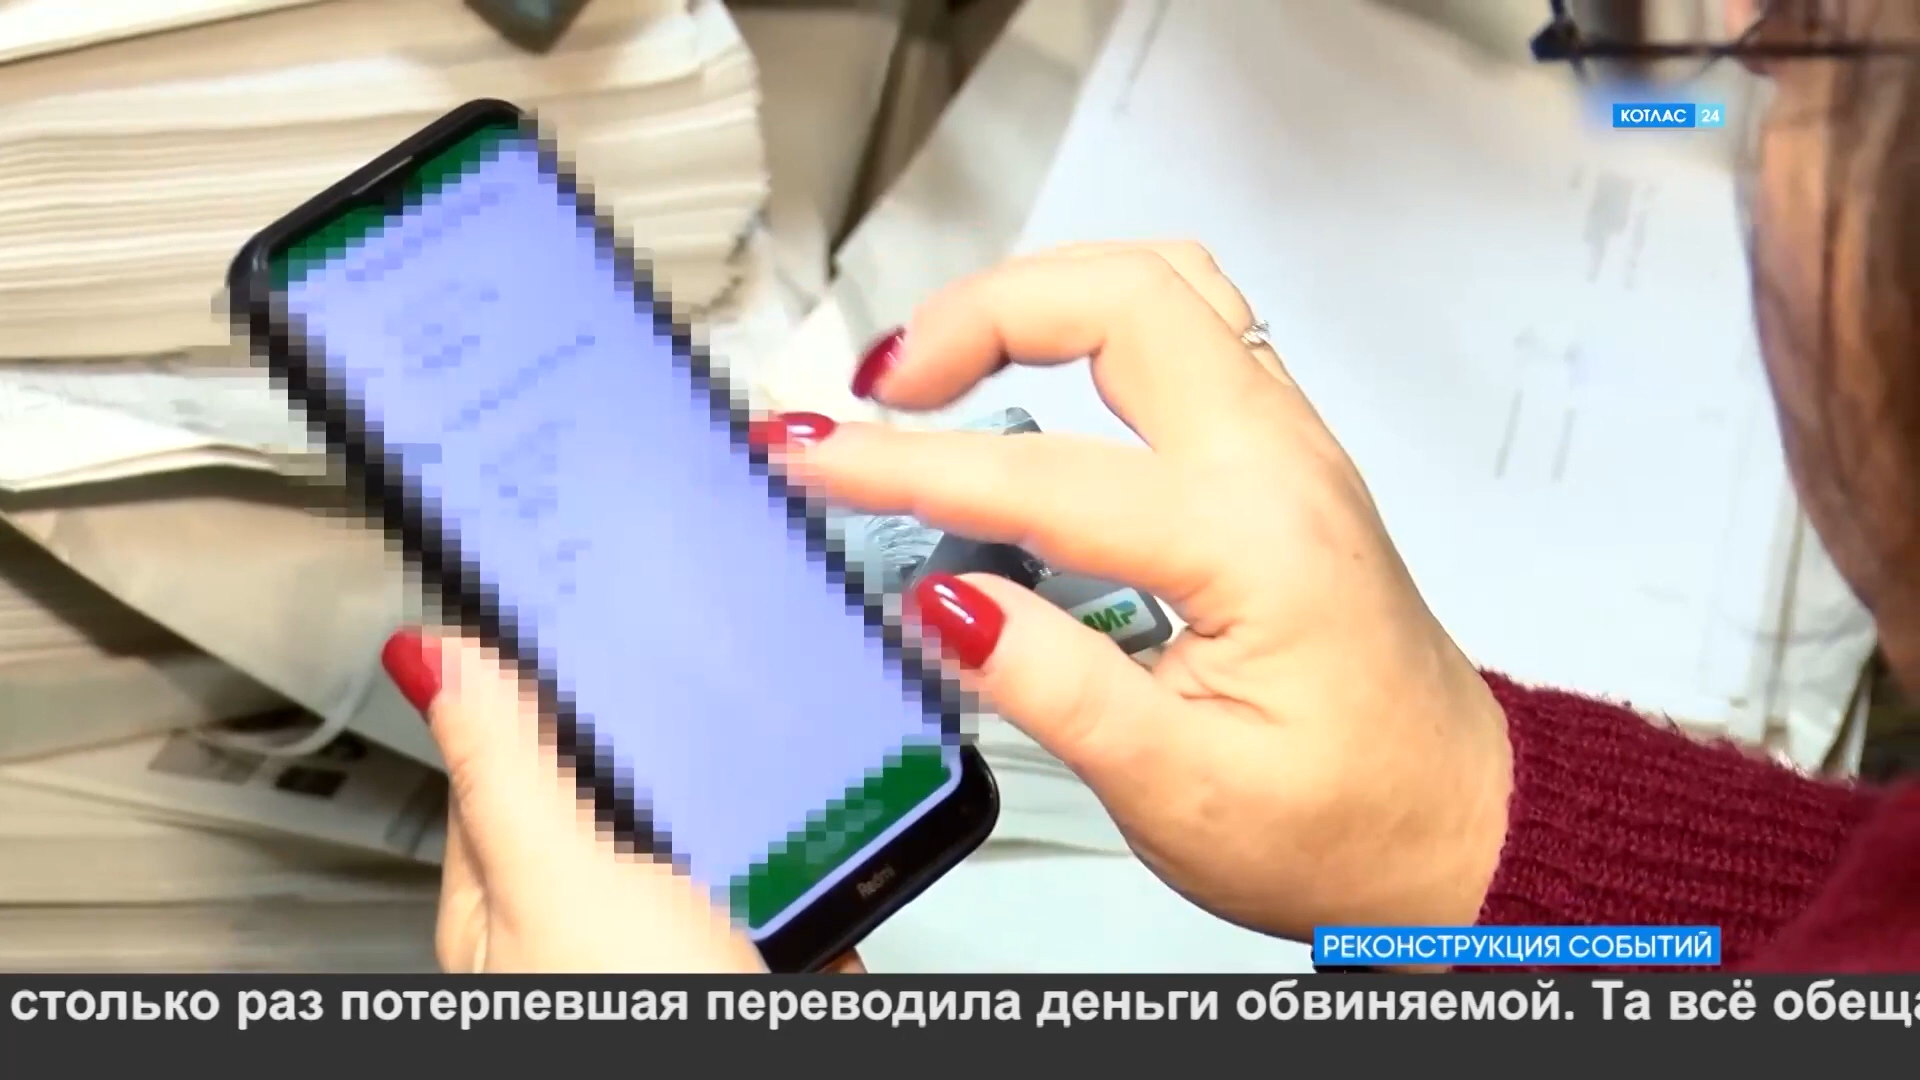 КОТЛАС 24
МИР
Redmi
РЕКОНСТРУКЦИЯ СОБЫТИЙ
столько раз потерпевшая переводила деньги обвиняемой. Та всё обеща